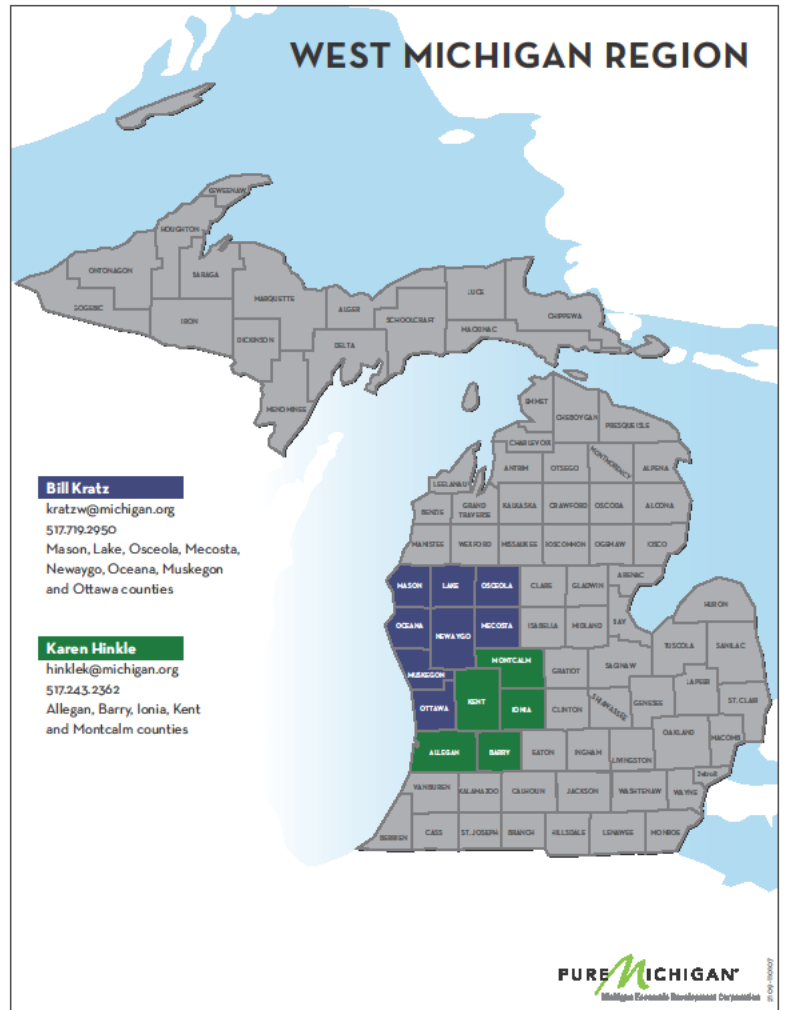 WEST MICHIGAN REGION
KEWEENAW
HOUGHTON
ONTONAGON
BARAGA
GOGEBIC
MARQUETTE
LUCE
ALGER
CHIPPEWA
IRON
SCHOOLCRAFT
MACKINAC
DICKINSON
DELTA
MENOMINEE
EMMET
CHEBOYGAN
PRESQUE ISLE
CHARLEVOIX
MONTMORENCY
ANTRIM
OTSEGO
ALPENA
LEELANAU
BENZIE
GRAND
TRAVERSE
KALKASKA
CRAWFORD
OSCODA
ALCONA
MANISTEE
WEXFORD
MISSAUKEE
ROSCOMMON
OGEMAW
IOSCO
Bill Kratz
kratzw@michigan.org
517.719.2950
Mason, Lake, Osceola, Mecosta,
Newaygo, Oceana, Muskegon
and Ottawa counties
MASON
LAKE
OSCEOLA
CLARE
GLADWIN
ARENAC
HURON
OCEANA
NEWAYGO
MECOSTA
ISABELLA
MIDLAND
BAY
TUSCOLA
SANILAC
Karen Hinkle
hinklek@michigan.org
517.243.2362
Allegan, Barry, Ionia, Kent
and Montcalm counties
MONTCALM
MUSKEGON
GRATIOT
SAGINAW
LAPEER
OTTAWA
KENT
IONIA
CLINTON
SHIAWASSEE
GENESEE
ST. CLAIR
OAKLAND
MACOMB
ALLEGAN
BARRY
EATON
INGHAM
LIVINGSTON
Detroit
VANBUREN
KALAMAZOO
CALHOUN
JACKSON
WASHTENAW
WAYNE
BERRIEN
CASS
ST. JOSEPH
BRANCH
HILLSDALE
LENAWEE
MONROE
PURE MICHIGAN
Michigan Economic Development Corporation